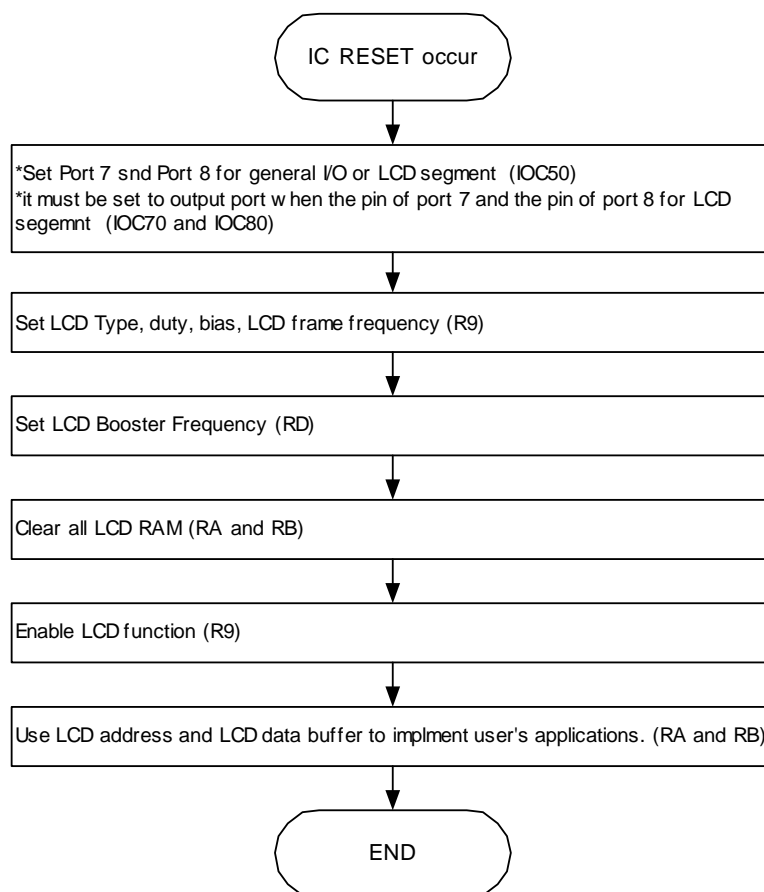 IC RESET occur
*Set Port 7 snd Port 8 for general I/O or LCD segment (IOC50)
*it must be set to output port when the pin of port 7 and the pin of port 8 for LCD
segemnt (IOC70 and IOC80)
Set LCD Type, duty, bias, LCD frame frequency (R9)
Set LCD Booster Frequency (RD)
Clear all LCD RAM (RA and RB)
Enable LCD function (R9)
Use LCD address and LCD data buffer to implment user's applications. (RA and RB)
END